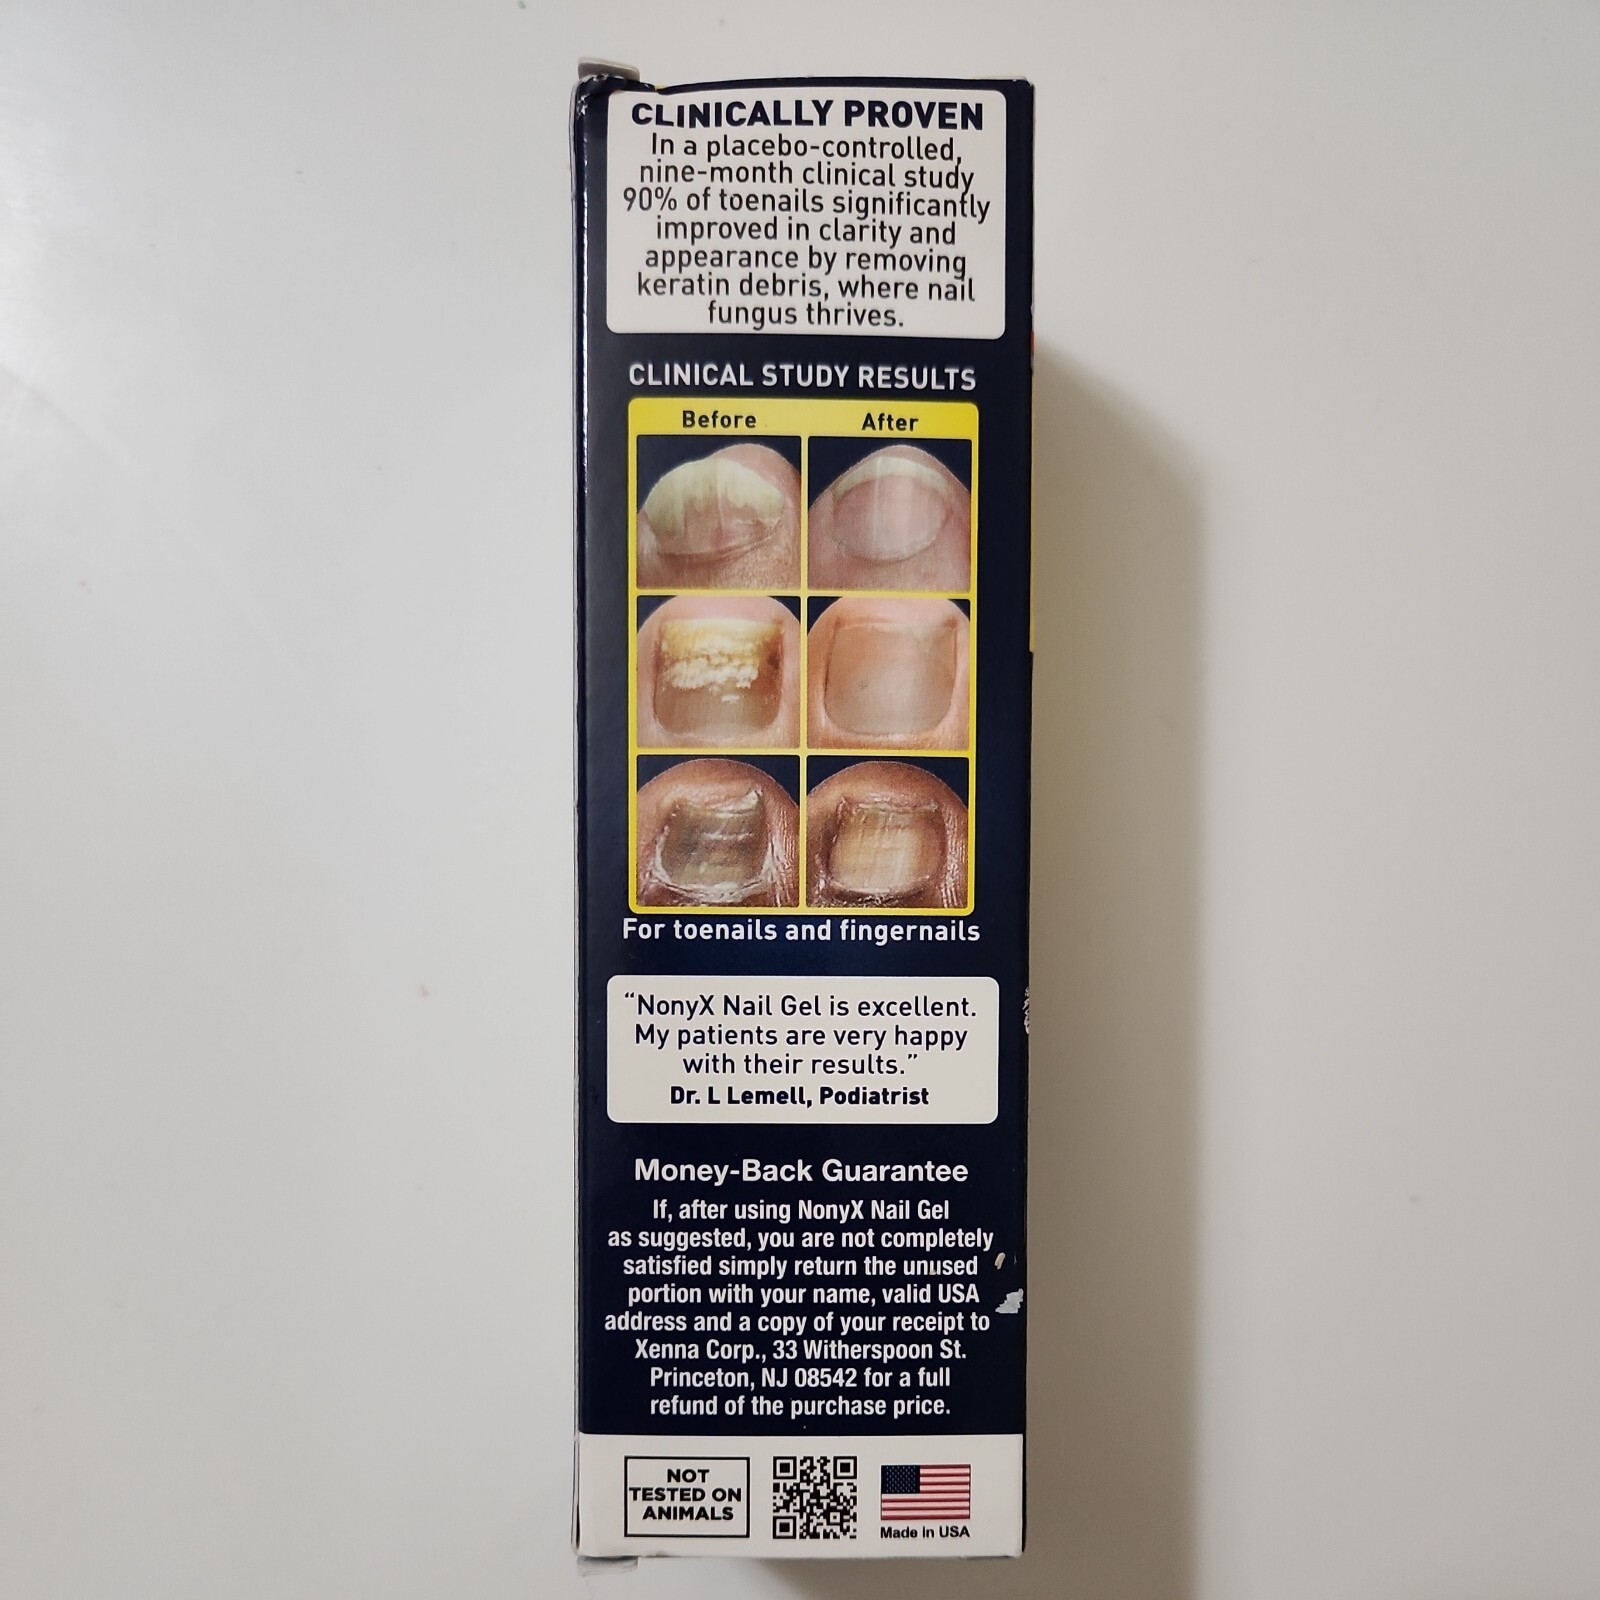 CLINICALLY PROVEN
In a placebo-controlled,
nine-month clinical study
90% of toenails significantly
improved in clarity and
appearance by removing
keratin debris, where nail
fungus thrives.
CLINICAL STUDY RESULTS
Before After
For toenails and fingernails
“NonyX Nail Gel is excellent.
My patients are very happy
with their results.”
Dr. L Lemell, Podiatrist
Money-Back Guarantee
If, after using NonyX Nail Gel
as suggested, you are not completely
satisfied simply return the unused
portion with your name, valid USA
address and a copy of your receipt to
Xenna Corp., 33 Witherspoon St.
Princeton, NJ 08542 for a full
refund of the purchase price.
NOT
TESTED ON
ANIMALS
Made in USA